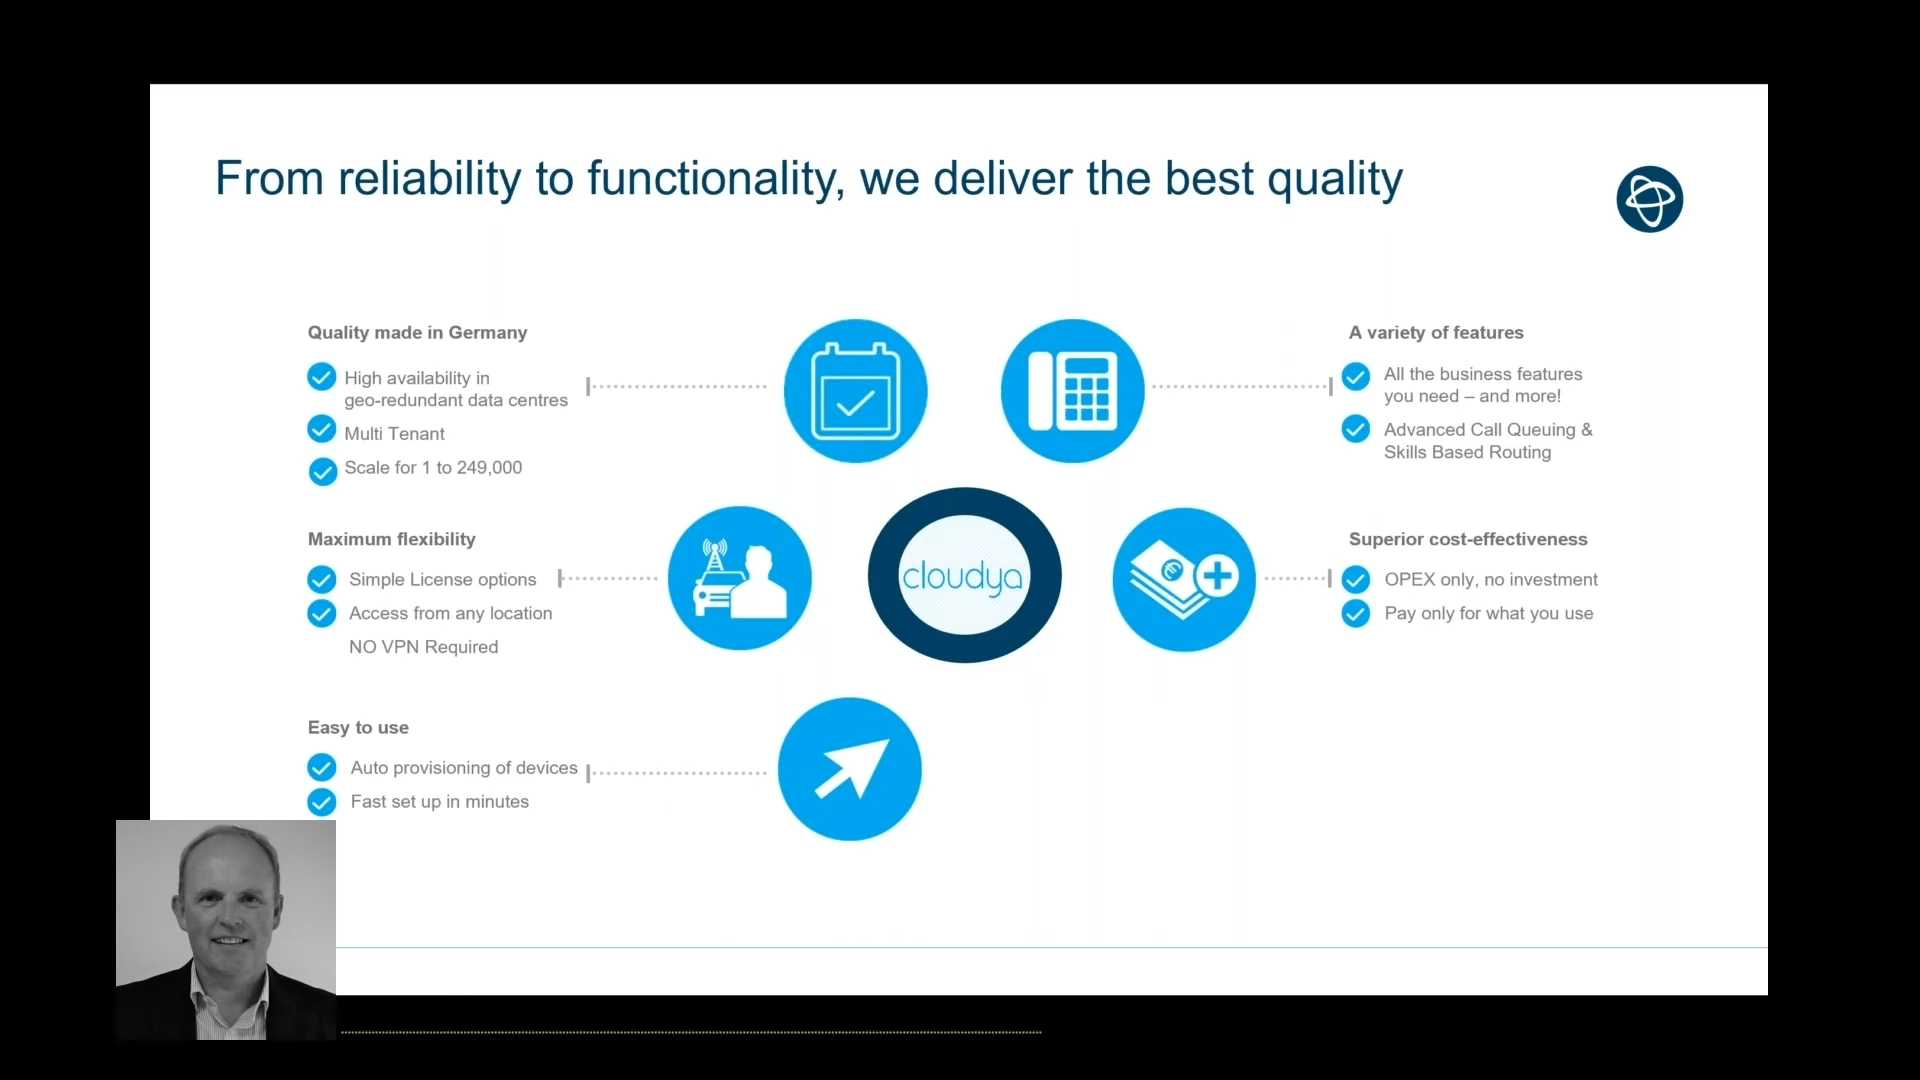 From reliability to functionality, we deliver the best quality
Quality made in Germany
High availability in
geo-redundant data centres
Multi Tenant
Scale for 1 to 249,000
Maximum flexibility
Simple License options
Access from any location
NO VPN Required
Easy to use
Auto provisioning of devices
Fast set up in minutes
cloudya
€
A variety of features
All the business features
you need – and more!
Advanced Call Queuing &
Skills Based Routing
Superior cost-effectiveness
OPEX only, no investment
Pay only for what you use